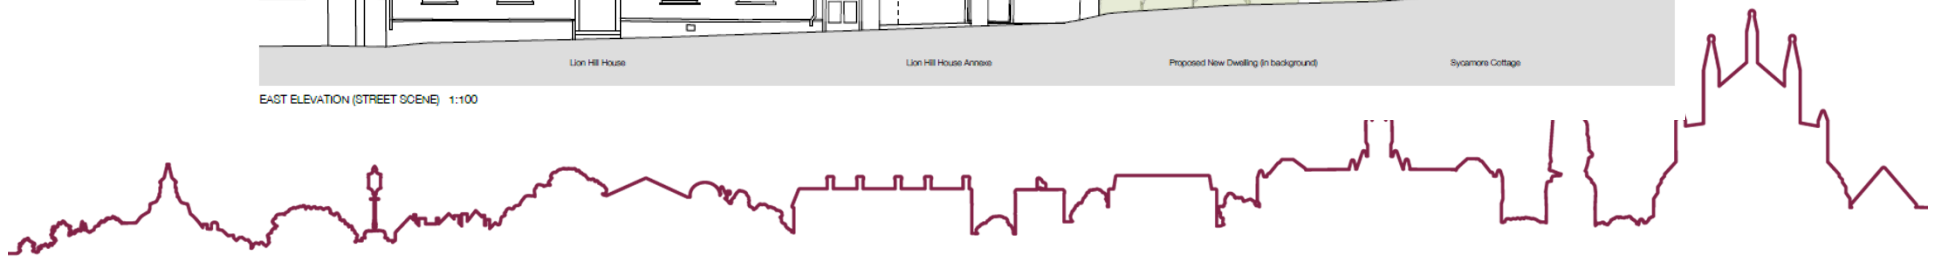 Lion Hill House Lion Hill House Annexe Proposed New Dwelling (in background) Sycamore Cottage
EAST ELEVATION (STREET SCENE) 1:100